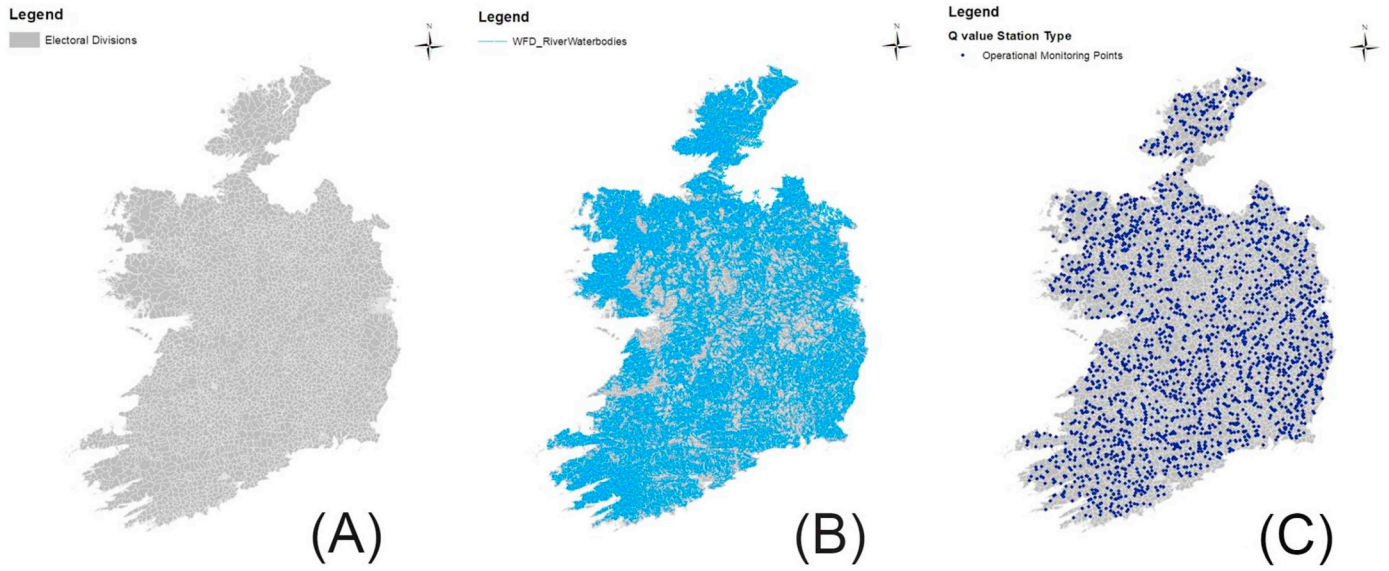 Legend
Electoral Divisions
N
(A)
Legend
WFD_RiverWaterbodies
N
(B)
Legend
Q value Station Type
Operational Monitoring Points
N
(C)